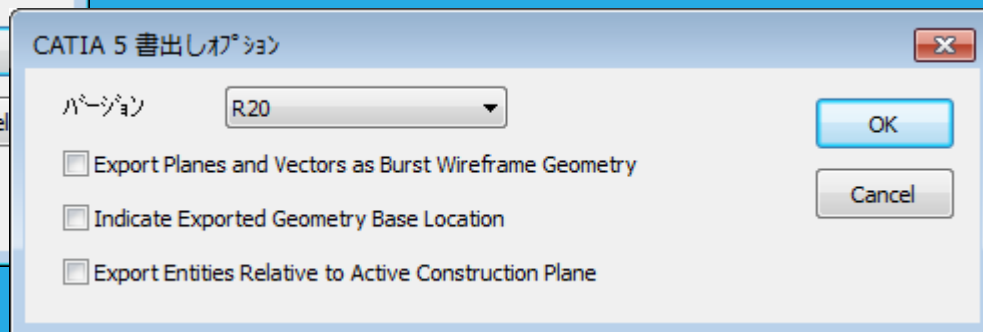 CATIA 5 書出しｵﾌﾟｼｮﾝ
ﾊﾞｰｼﾞｮﾝ R20
OK
Export Planes and Vectors as Burst Wireframe Geometry
Cancel
Indicate Exported Geometry Base Location
Export Entities Relative to Active Construction Plane